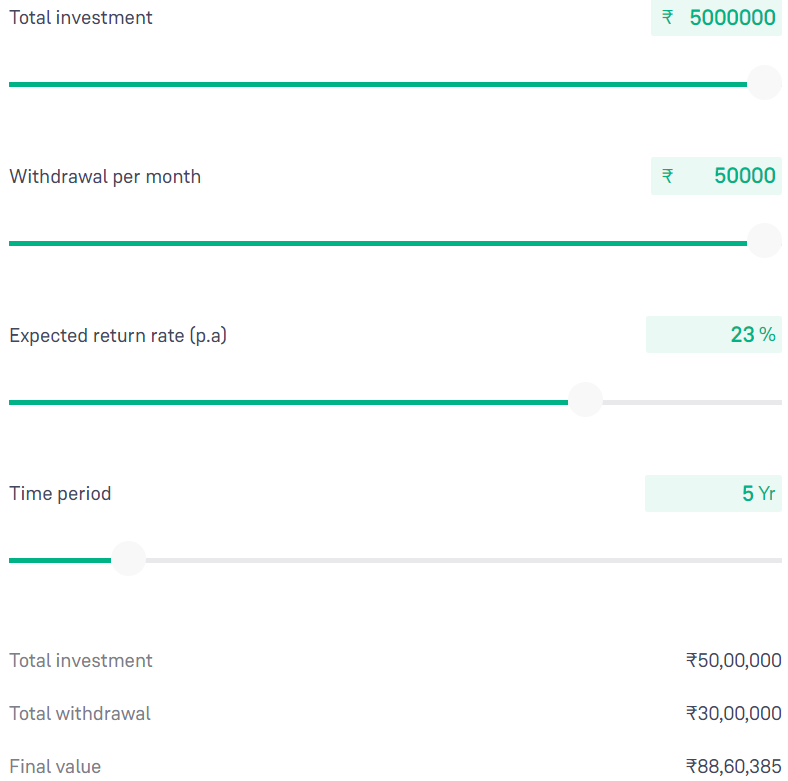 Total investment ₹ 5000000
Withdrawal per month ₹ 50000
Expected return rate (p.a) 23 %
Time period 5 Yr
Total investment ₹50,00,000
Total withdrawal ₹30,00,000
Final value ₹88,60,385